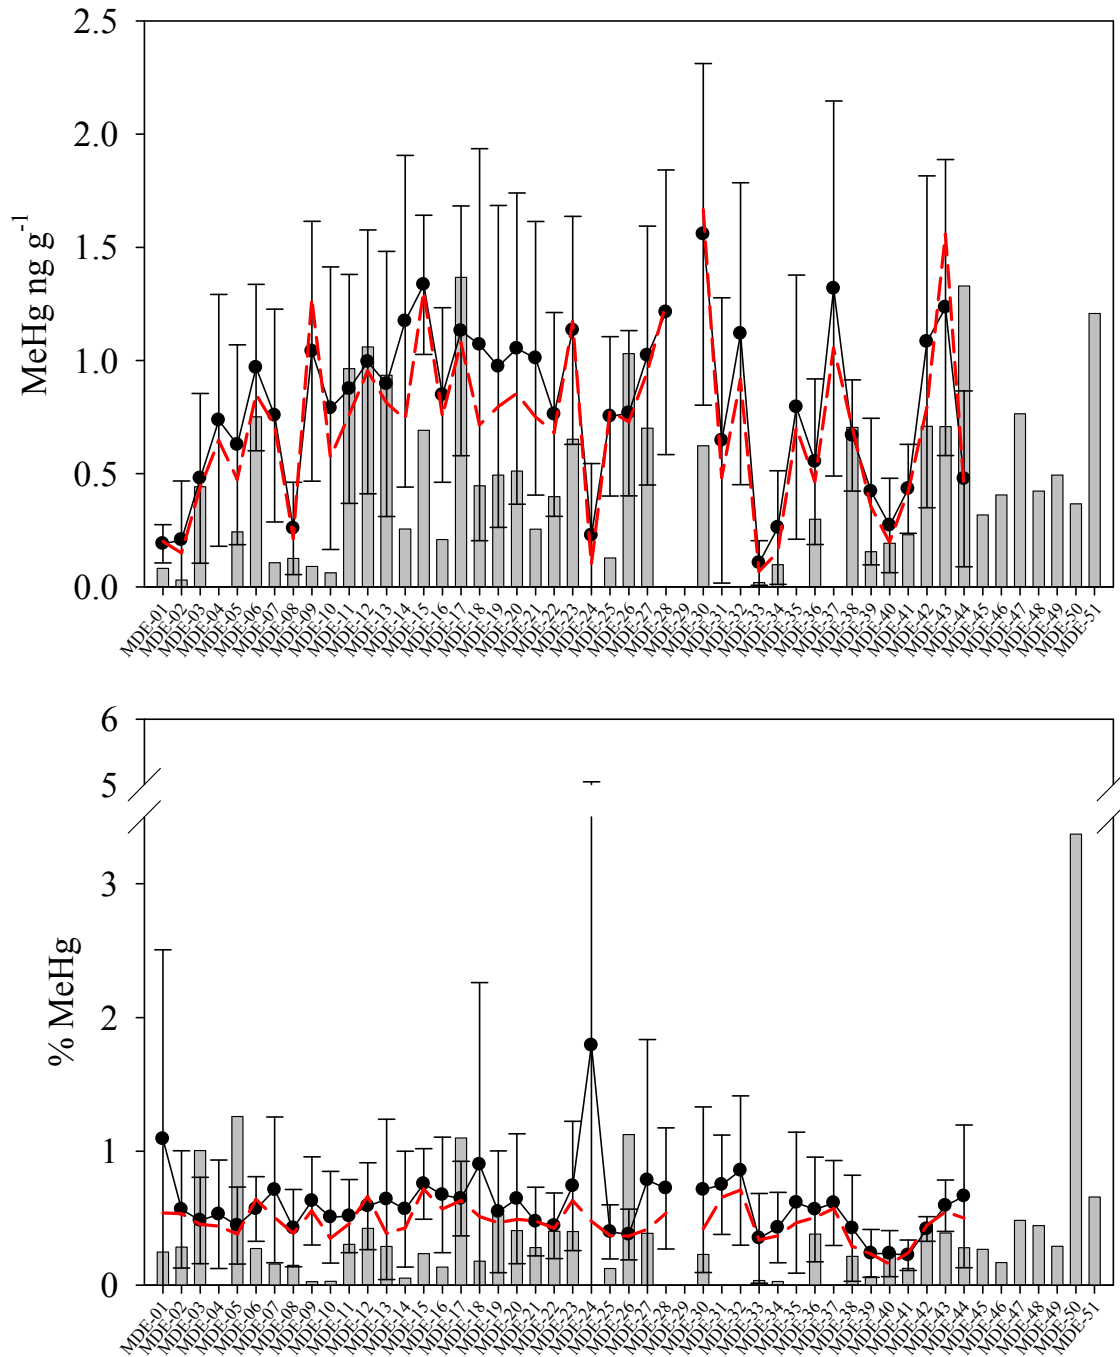 2.5
2.0
1.5
1.0
0.5
0.0
MeHg ng g⁻¹
MDE-01
MDE-02
MDE-03
MDE-04
MDE-05
MDE-06
MDE-07
MDE-08
MDE-09
MDE-10
MDE-11
MDE-12
MDE-13
MDE-14
MDE-15
MDE-16
MDE-17
MDE-18
MDE-19
MDE-20
MDE-21
MDE-22
MDE-23
MDE-24
MDE-25
MDE-26
MDE-27
MDE-28
MDE-29
MDE-30
MDE-31
MDE-32
MDE-33
MDE-34
MDE-35
MDE-36
MDE-37
MDE-38
MDE-39
MDE-40
MDE-41
MDE-42
MDE-43
MDE-44
MDE-45
MDE-46
MDE-47
MDE-48
MDE-49
MDE-50
MDE-51
6
5
3
2
1
0
% MeHg
MDE-01
MDE-02
MDE-03
MDE-04
MDE-05
MDE-06
MDE-07
MDE-08
MDE-09
MDE-10
MDE-11
MDE-12
MDE-13
MDE-14
MDE-15
MDE-16
MDE-17
MDE-18
MDE-19
MDE-20
MDE-21
MDE-22
MDE-23
MDE-24
MDE-25
MDE-26
MDE-27
MDE-28
MDE-29
MDE-30
MDE-31
MDE-32
MDE-33
MDE-34
MDE-35
MDE-36
MDE-37
MDE-38
MDE-39
MDE-40
MDE-41
MDE-42
MDE-43
MDE-44
MDE-45
MDE-46
MDE-47
MDE-48
MDE-49
MDE-50
MDE-51